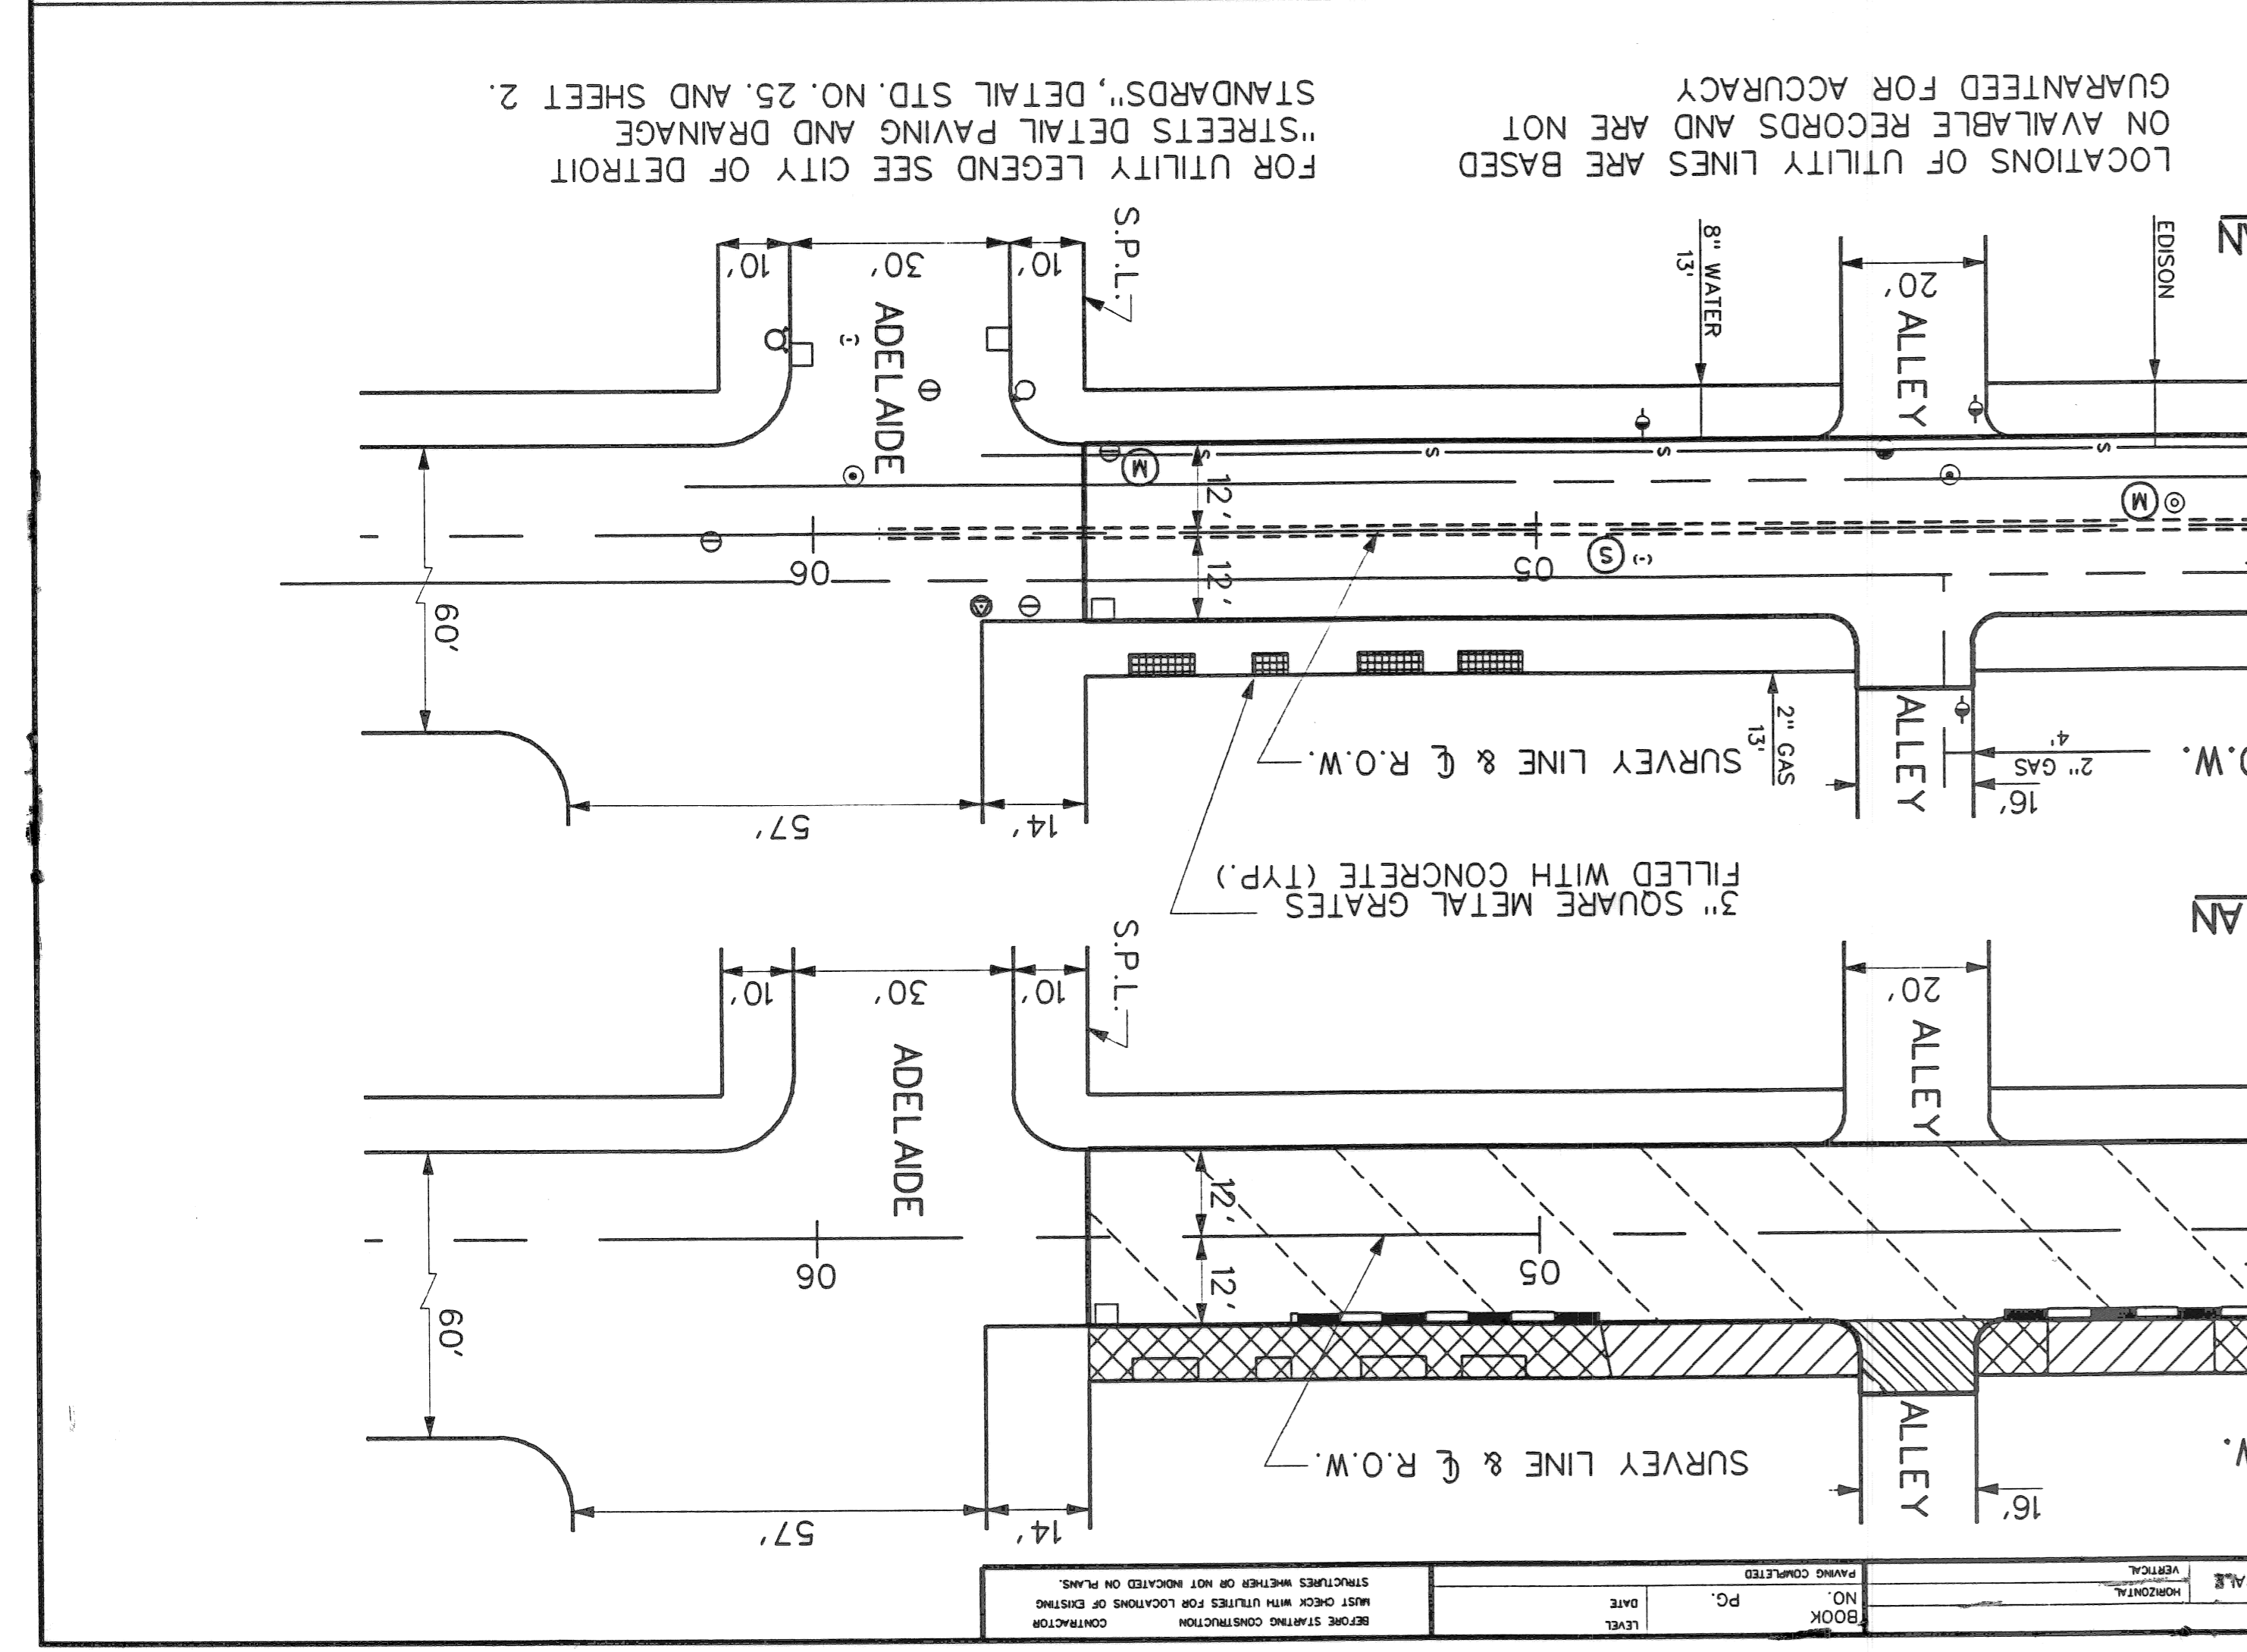 HORIZONTAL
VERTICAL
BOOK
NO.
PG.
LEVEL
DATE
PAVING COMPLETED
BEFORE STARTING CONSTRUCTION CONTRACTOR
MUST CHECK WITH UTILITIES FOR LOCATIONS OF EXISTING
STRUCTURES WHETHER OR NOT INDICATED ON PLANS.
16'
ALLEY
14'
57'
SURVEY LINE & ℄ R.O.W.
60'
05
12'
12'
06
ADELAIDE
20' ALLEY
S.P.L.
10'
30'
10'
AN
3" SQUARE METAL GRATES
FILLED WITH CONCRETE (TYP.)
14'
57'
16'
2" GAS
4'
ALLEY
2" GAS
13'
SURVEY LINE & ℄ R.O.W.
O.W.
60'
05
12'
12'
06
S
M
M
S
S
S
S
ADELAIDE
EDISON
20' ALLEY
8" WATER
13'
S.P.L.
10'
30'
10'
LOCATIONS OF UTILITY LINES ARE BASED
ON AVAILABLE RECORDS AND ARE NOT
GUARANTEED FOR ACCURACY
FOR UTILITY LEGEND SEE CITY OF DETROIT
"STREETS DETAIL PAVING AND DRAINAGE
STANDARDS", DETAIL STD. NO. 25. AND SHEET 2.